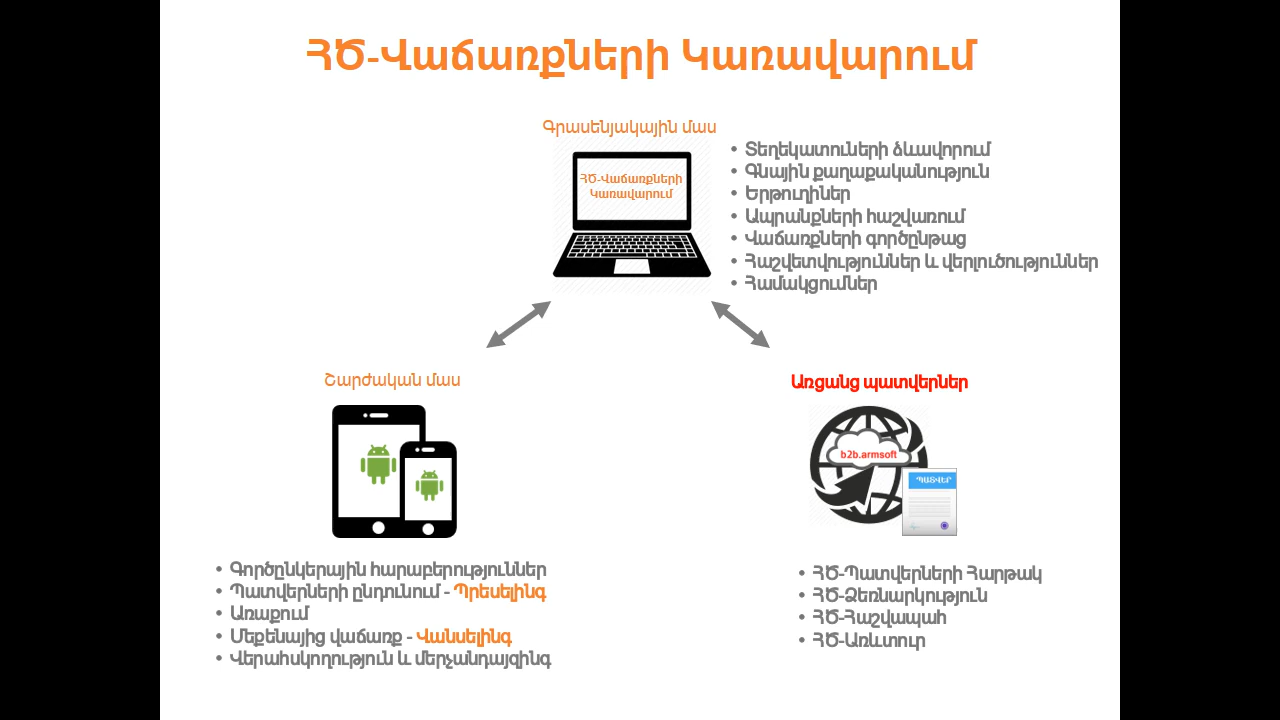 ՀԾ-Վաճառքների Կառավարում
Գրասենյակային մաս
ՀԾ-Վաճառքների
Կառավարում
• Տեղեկատուների ձևավորում
• Գնային քաղաքականություն
• Երթուղիներ
• Ապրանքների հաշվառում
• Վաճառքների գործընթաց
• Հաշվետվություններ և վերլուծություններ
• Համակցումներ
Շարժական մաս
• Գործընկերային հարաբերություններ
• Պատվերների ընդունում - Պրեսելինգ
• Առաքում
• Մեքենայից վաճառք - Վանսելինգ
• Վերահսկողություն և մերչանդայզինգ
Առցանց պատվերներ
b2b.armsoft
ՊԱՏՎԵՐ
• ՀԾ-Պատվերների Հարթակ
• ՀԾ-Ձեռնարկություն
• ՀԾ-Հաշվապահ
• ՀԾ-Առևտուր